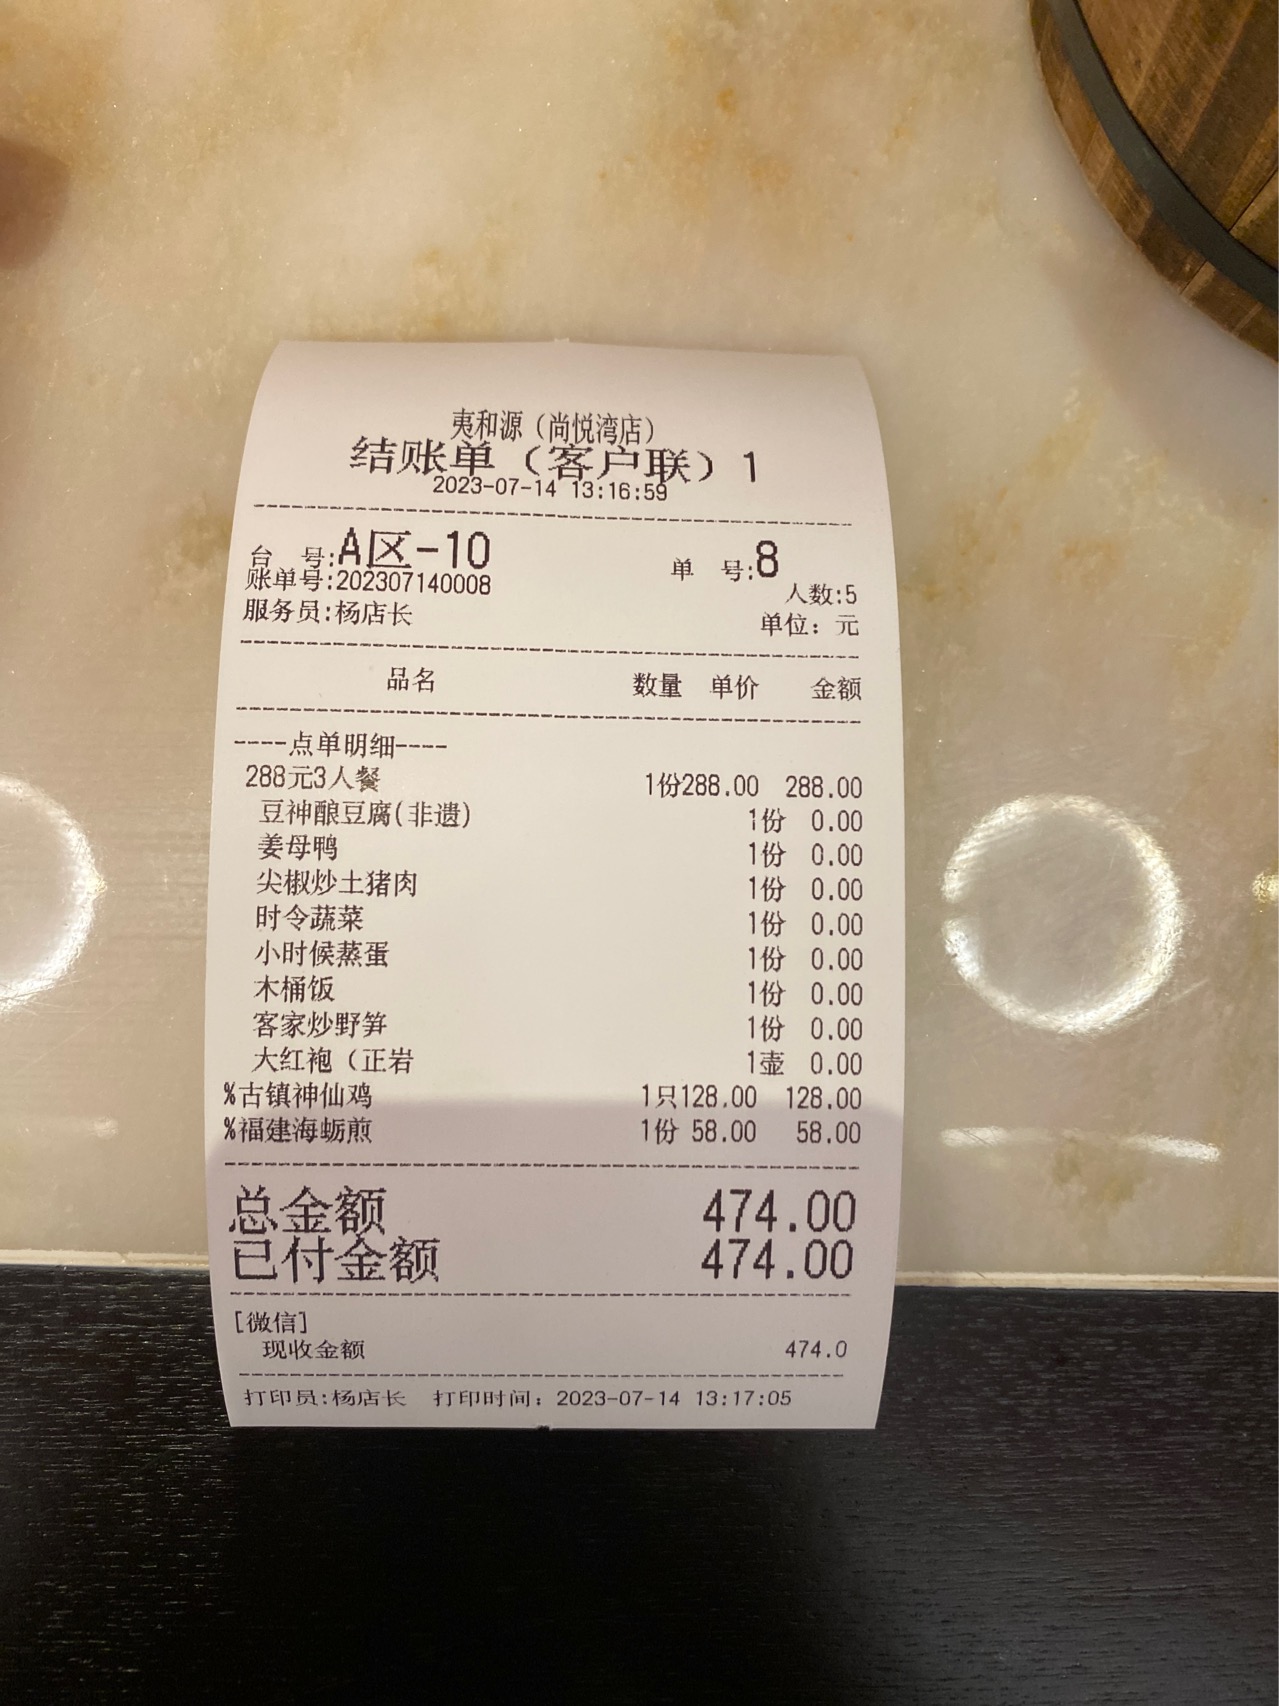 夷和源（尚悦湾店）
结账单（客户联）1
2023-07-14 13:16:59
台 号:A区-10 单 号:8
账单号:202307140008 人数:5
服务员:杨店长 单位：元
品名 数量 单价 金额
----点单明细----
288元3人餐 1份288.00 288.00
豆神酿豆腐(非遗) 1份 0.00
姜母鸭 1份 0.00
尖椒炒土猪肉 1份 0.00
时令蔬菜 1份 0.00
小时候蒸蛋 1份 0.00
木桶饭 1份 0.00
客家炒野笋 1份 0.00
大红袍（正岩 1壶 0.00
%古镇神仙鸡 1只128.00 128.00
%福建海蛎煎 1份 58.00 58.00
总金额 474.00
已付金额 474.00
[微信]
现收金额 474.0
打印员:杨店长 打印时间：2023-07-14 13:17:05